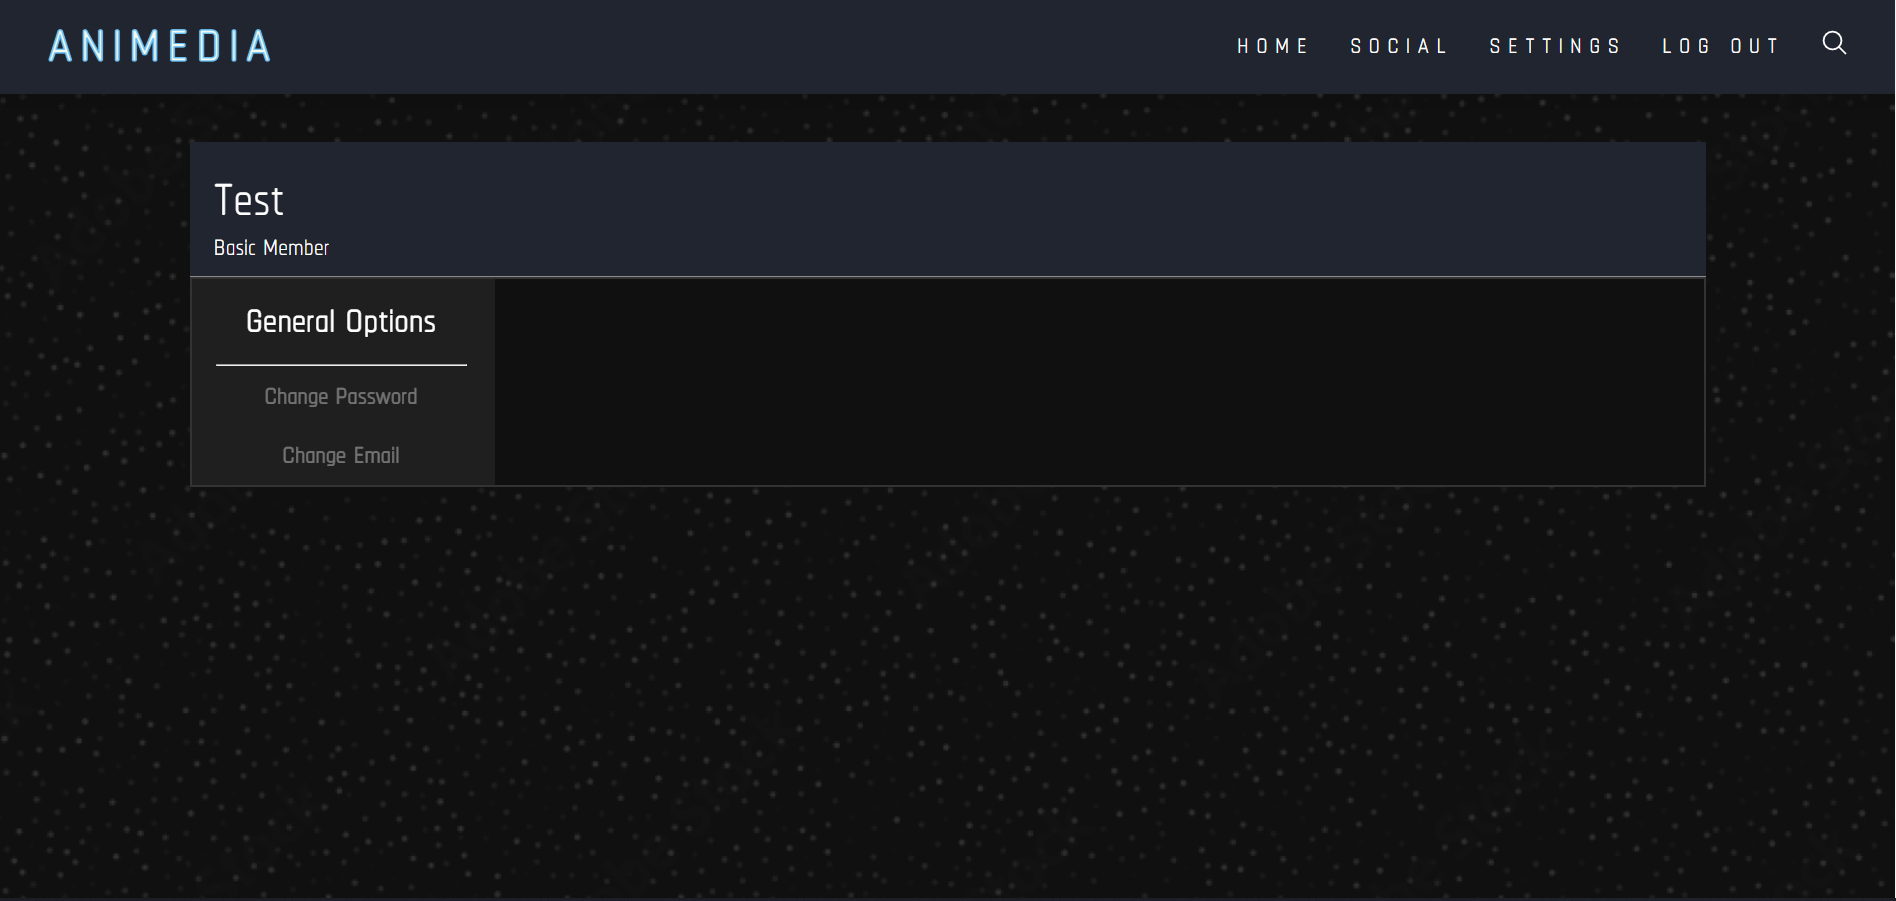 ANIMEDIA
HOME SOCIAL SETTINGS LOG OUT
Test
Basic Member
General Options
Change Password
Change Email